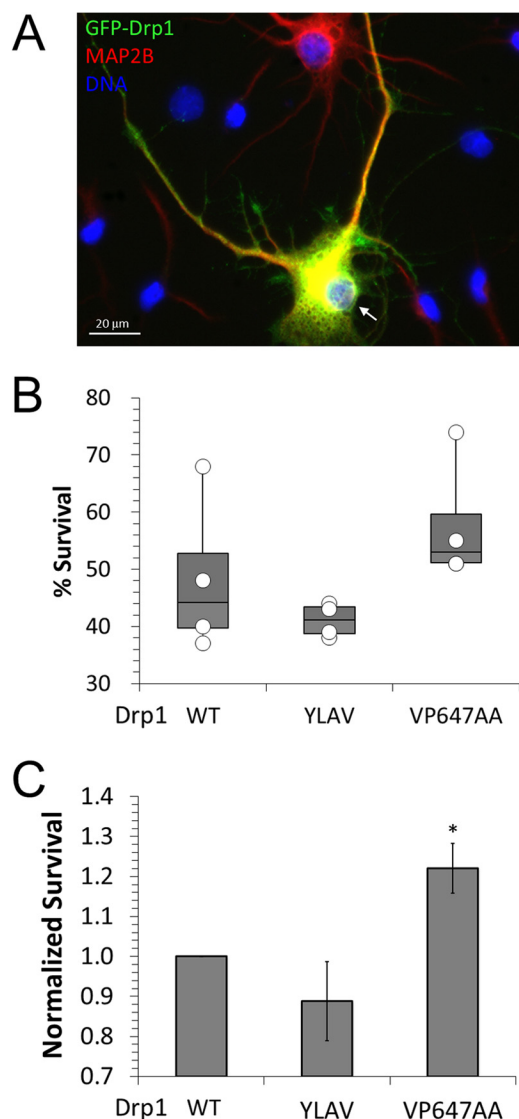 A
GFP-Drp1
MAP2B
DNA
20 µm
B
80
70
60
50
40
30
% Survival
Drp1 WT YLAV VP647AA
C
1.4
1.3
*
1.2
1.1
1.0
0.9
0.8
0.7
Normalized Survival
Drp1 WT YLAV VP647AA